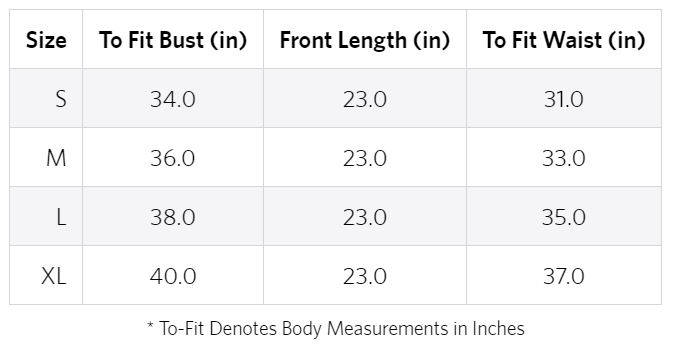 Size To Fit Bust (in) Front Length (in) To Fit Waist (in)
S 34.0 23.0 31.0
M 36.0 23.0 33.0
L 38.0 23.0 35.0
XL 40.0 23.0 37.0
* To-Fit Denotes Body Measurements in Inches